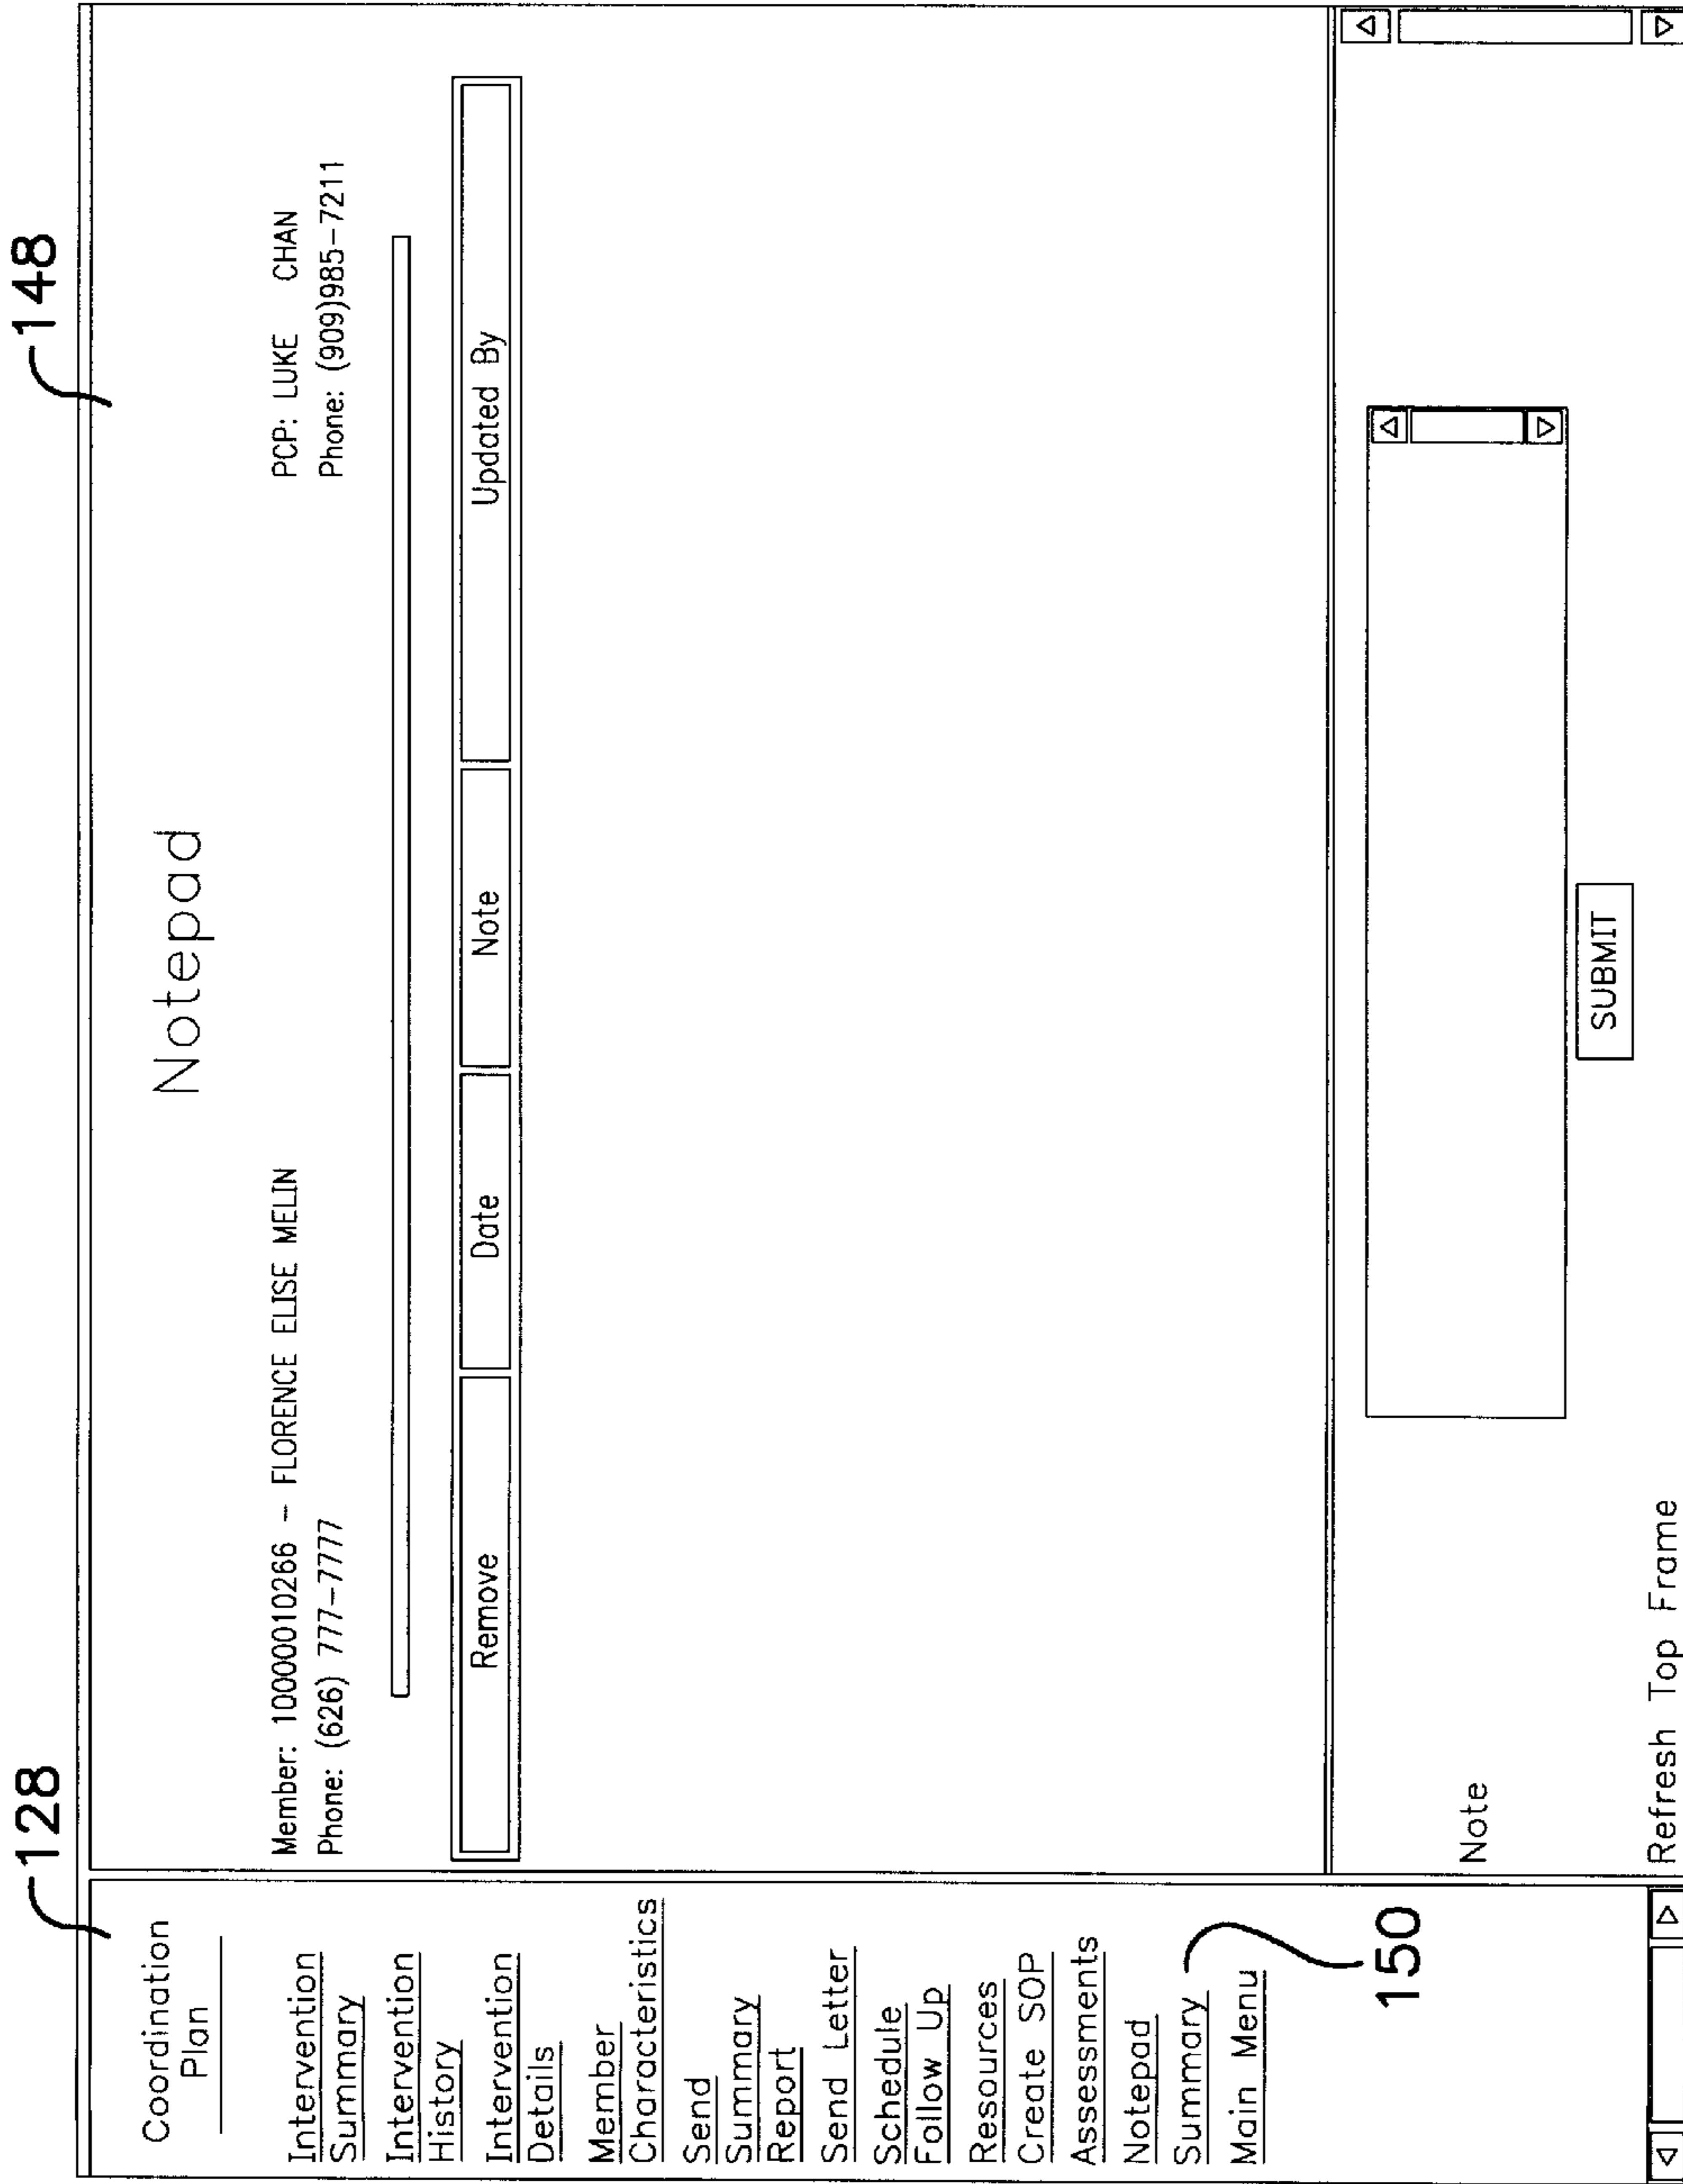 128
148
Coordination
Plan
Intervention
Summary
Intervention
History
Intervention
Details
Member
Characteristics
Send
Summary
Report
Send Letter
Schedule
Follow Up
Resources
Create SOP
Assessments
Notepad
Summary
Main Menu
150
Notepad
Member: 10000010266 – FLORENCE ELISE MELIN
PCP: LUKE CHAN
Phone: (626) 777–7777
Phone: (909)985–7211
Remove
Date
Note
Updated By
Note
SUBMIT
Refresh Top Frame